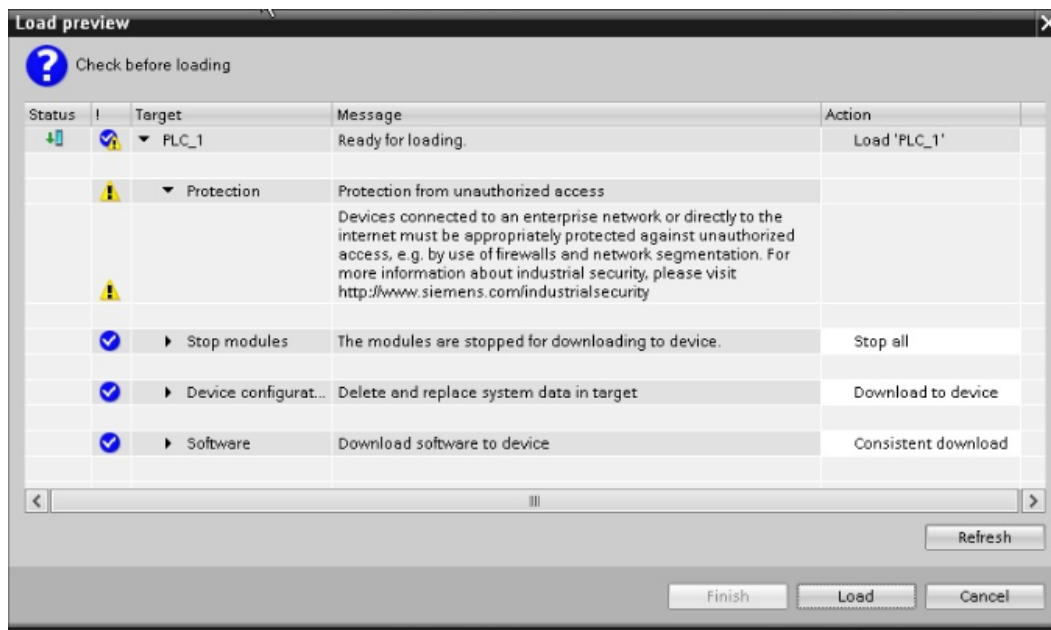 Load preview
Check before loading
Status ! Target Message Action
PLC_1 Ready for loading. Load 'PLC_1'
Protection Protection from unauthorized access
Devices connected to an enterprise network or directly to the
internet must be appropriately protected against unauthorized
access, e.g. by use of firewalls and network segmentation. For
more information about industrial security, please visit
http://www.siemens.com/industrialsecurity
Stop modules The modules are stopped for downloading to device. Stop all
Device configurat... Delete and replace system data in target Download to device
Software Download software to device Consistent download
Refresh
Finish Load Cancel